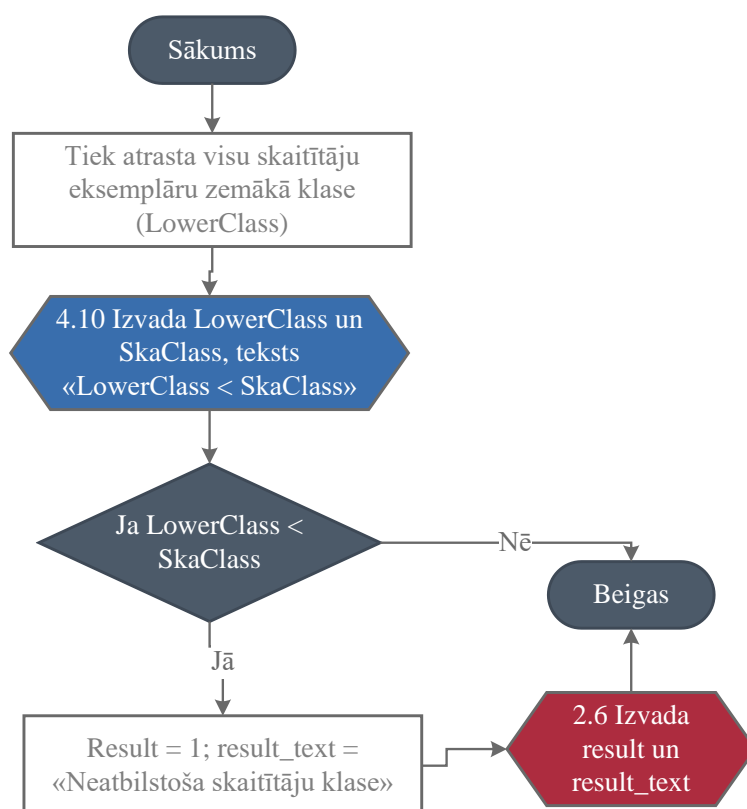 Sākums
Tiek atrasta visu skaitītāju
eksemplāru zemākā klase
(LowerClass)
4.10 Izvada LowerClass un
SkaClass, teksts
«LowerClass < SkaClass»
Ja LowerClass <
SkaClass
Nē
Beigas
Jā
Result = 1; result_text =
«Neatbilstoša skaitītāju klase»
2.6 Izvada
result un
result_text